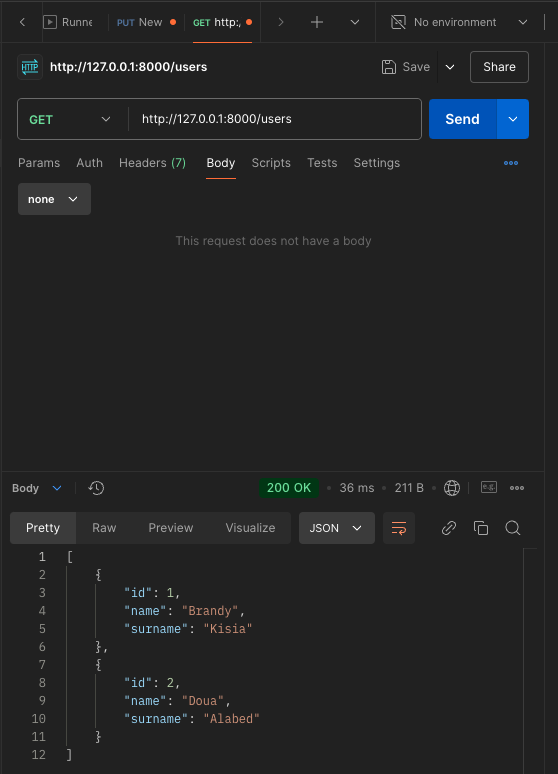 Runne PUT New GET http:, No environment
HTTP http://127.0.0.1:8000/users Save Share
GET http://127.0.0.1:8000/users Send
Params Auth Headers (7) Body Scripts Tests Settings
none
This request does not have a body
Body 200 OK 36 ms 211 B e.g.
Pretty Raw Preview Visualize JSON
1 [
2 {
3 "id": 1,
4 "name": "Brandy",
5 "surname": "Kisia"
6 },
7 {
8 "id": 2,
9 "name": "Doua",
10 "surname": "Alabed"
11 }
12 ]